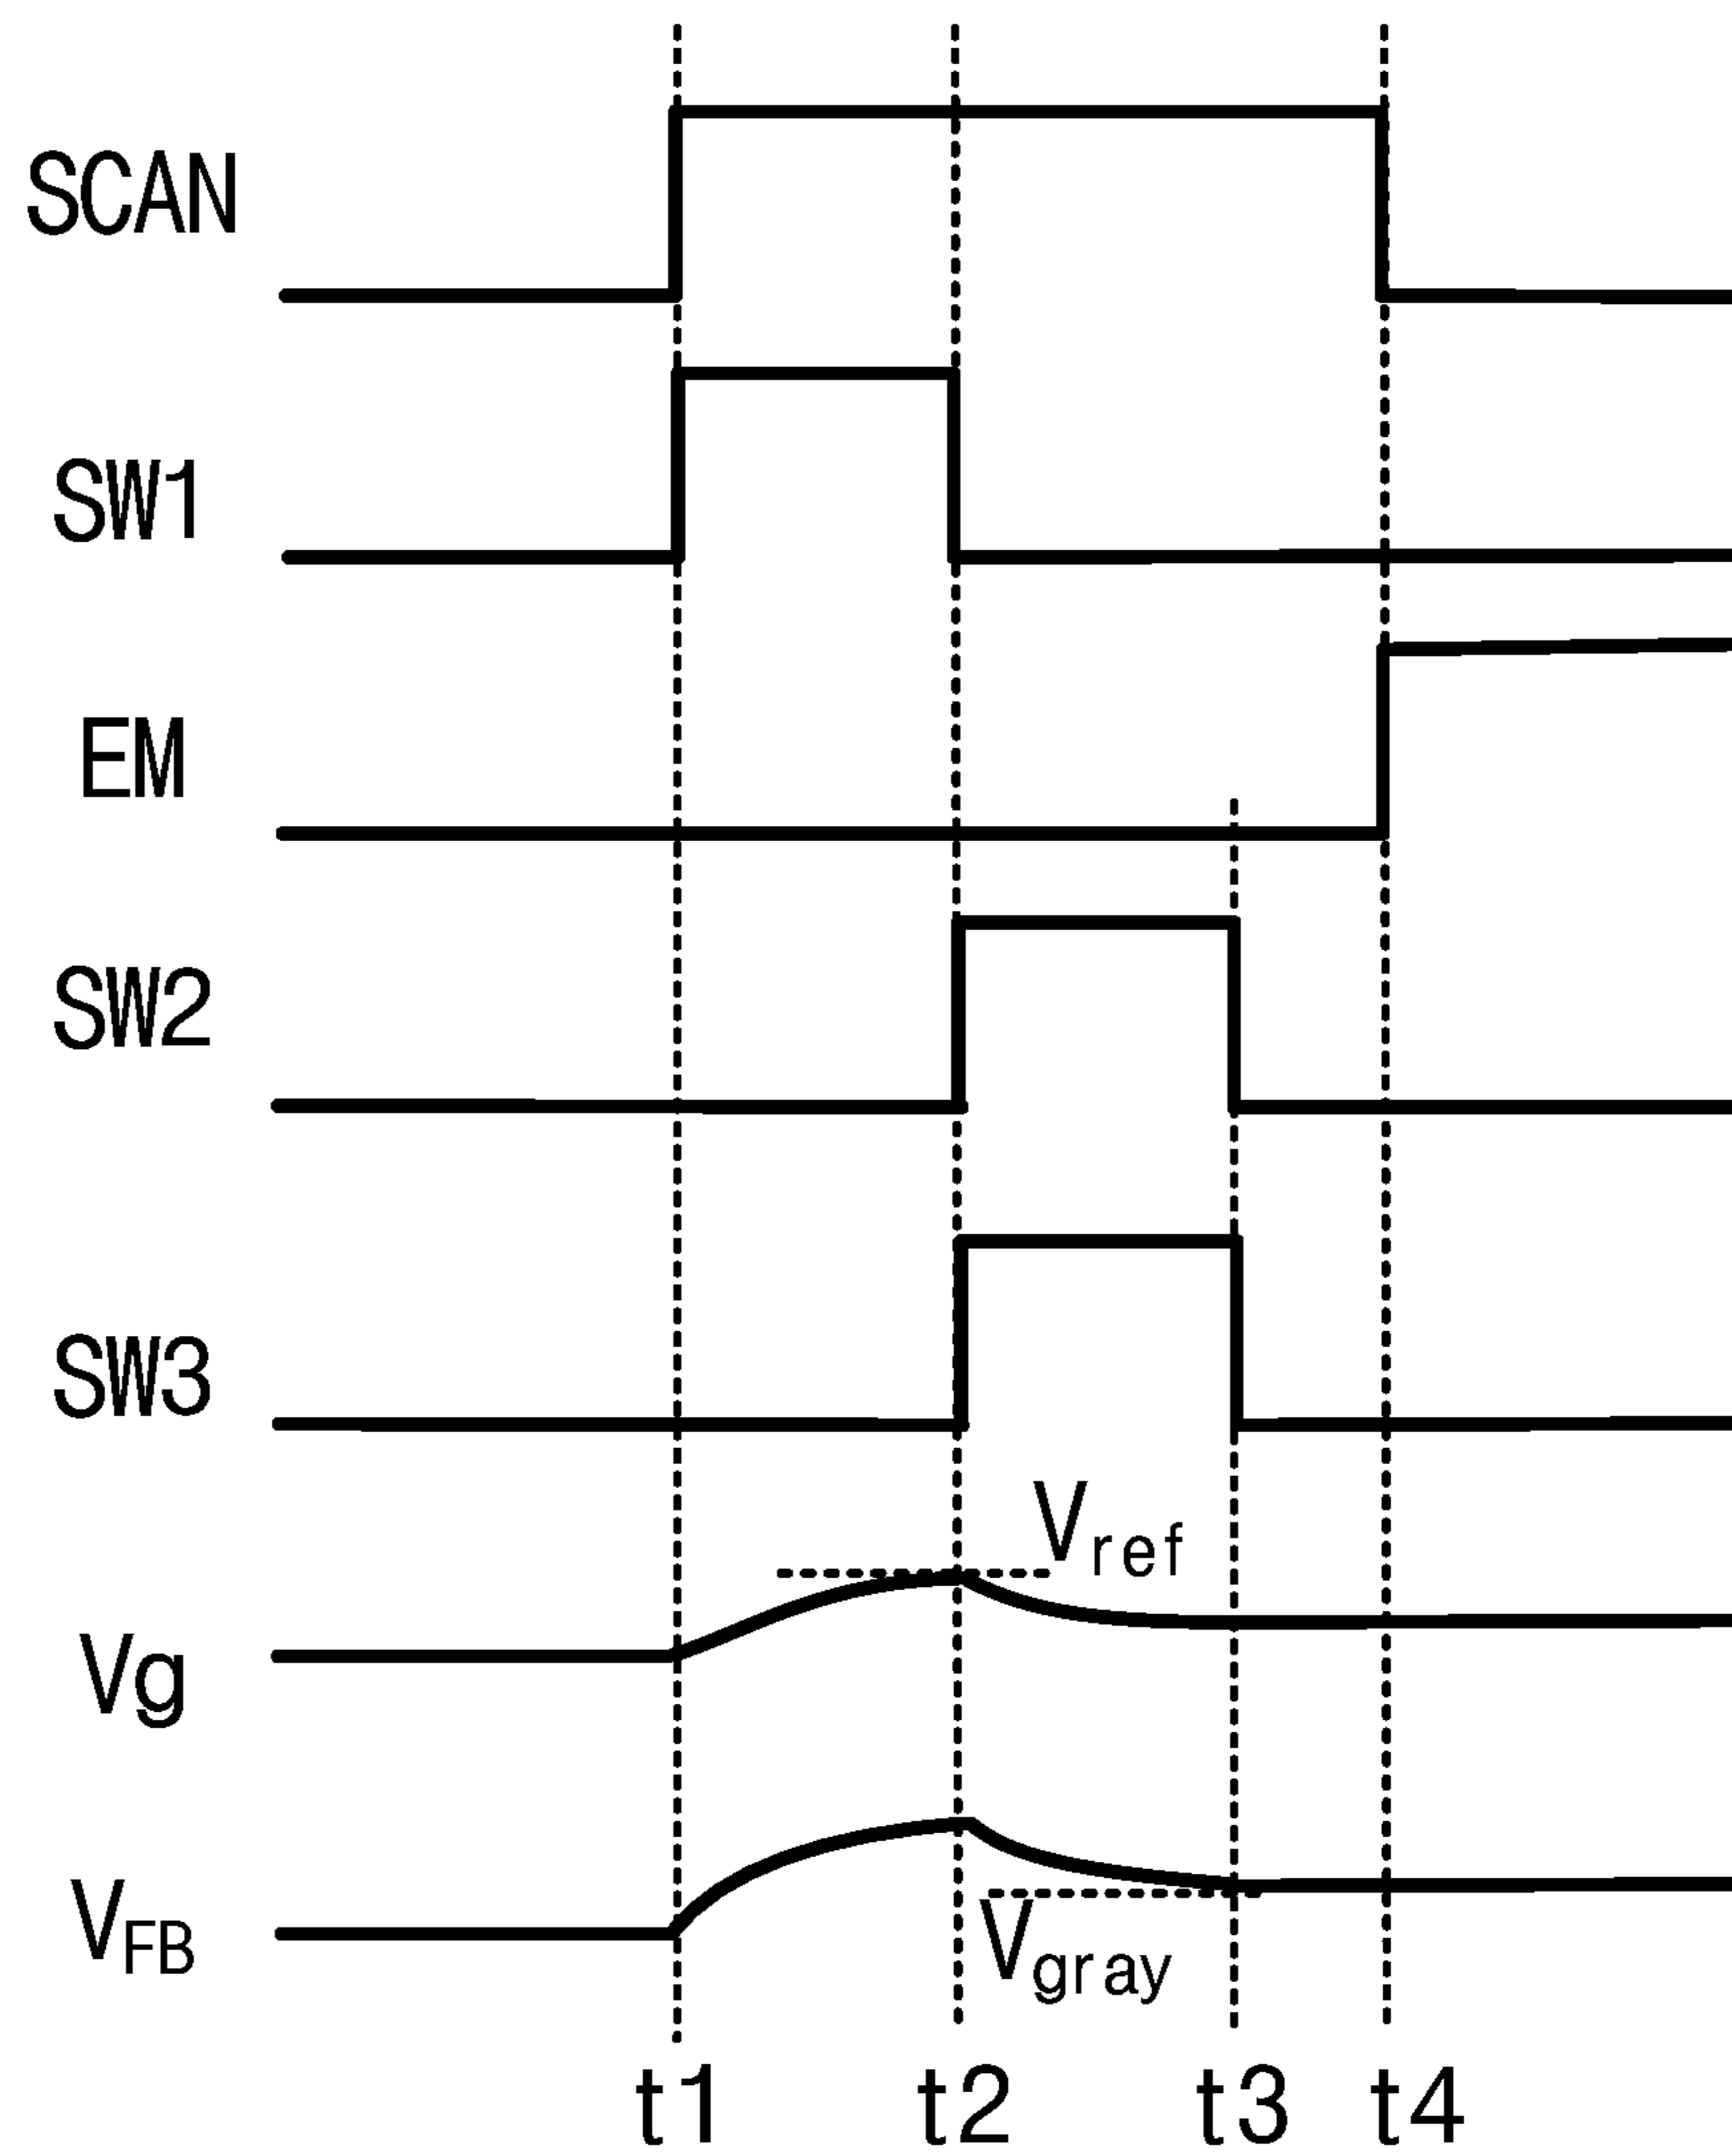 SCAN
SW1
EM
SW2
SW3
Vref
Vg
VFB
Vgray
t1 t2 t3 t4